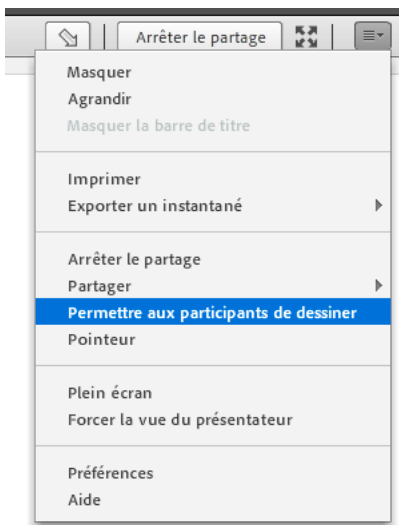 Arrêter le partage
Masquer
Agrandir
Masquer la barre de titre
Imprimer
Exporter un instantané
Arrêter le partage
Partager
Permettre aux participants de dessiner
Pointeur
Plein écran
Forcer la vue du présentateur
Préférences
Aide